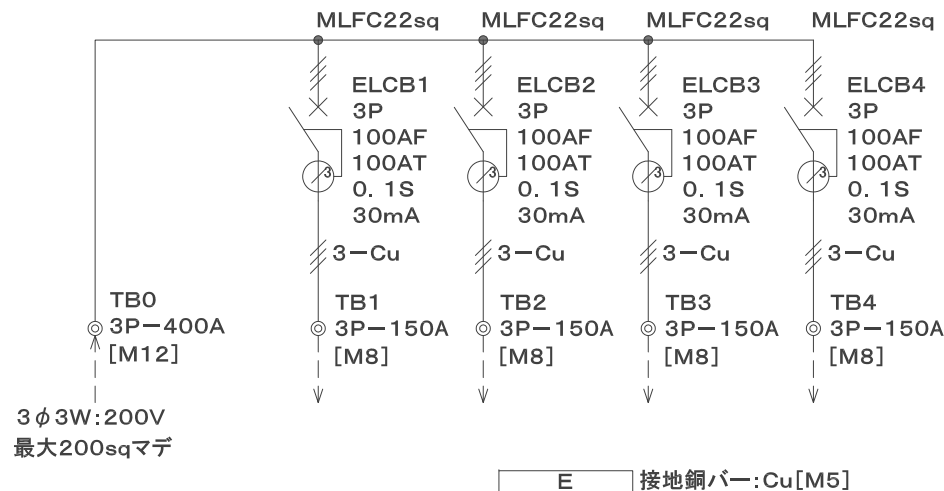 MLFC22sq
MLFC22sq
MLFC22sq
MLFC22sq
ELCB1
3P
100AF
100AT
0.1S
30mA
3
3-Cu
ELCB2
3P
100AF
100AT
0.1S
30mA
3
3-Cu
ELCB3
3P
100AF
100AT
0.1S
30mA
3
3-Cu
ELCB4
3P
100AF
100AT
0.1S
30mA
3
3-Cu
TB0
3P-400A
[M12]
TB1
3P-150A
[M8]
TB2
3P-150A
[M8]
TB3
3P-150A
[M8]
TB4
3P-150A
[M8]
3φ3W:200V
最大200sqマデ
E
接地銅バー:Cu[M5]